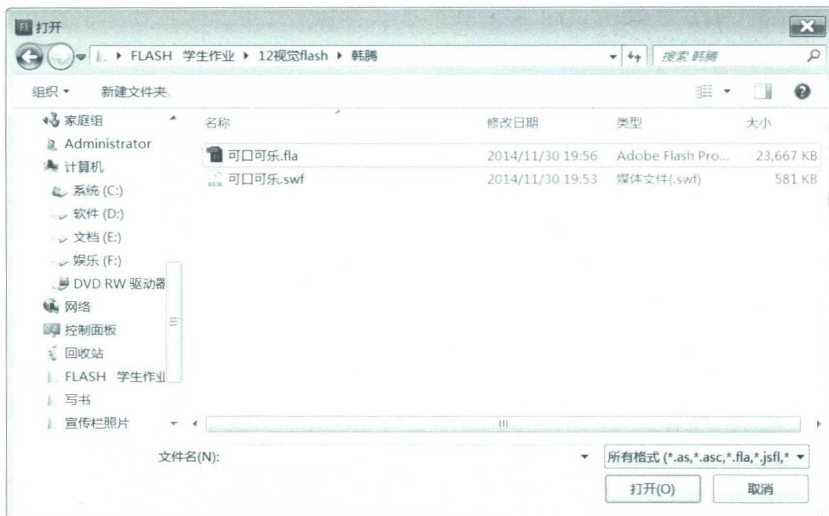 Fl 打开
FLASH 学生作业 ▸ 12视觉flash ▸ 韩腾
搜索 韩腾
组织 新建文件夹
家庭组
Administrator
计算机
系统 (C:)
软件 (D:)
文档 (E:)
娱乐 (F:)
DVD RW 驱动器
网络
控制面板
回收站
FLASH 学生作业
写书
宣传栏照片
名称 修改日期 类型 大小
可口可乐.fla 2014/11/30 19:56 Adobe Flash Pro... 23,667 KB
可口可乐.swf 2014/11/30 19:53 媒体文件(.swf) 581 KB
文件名(N): 所有格式 (*.as,*.asc,*.fla,*.jsfl,*
打开(O) 取消